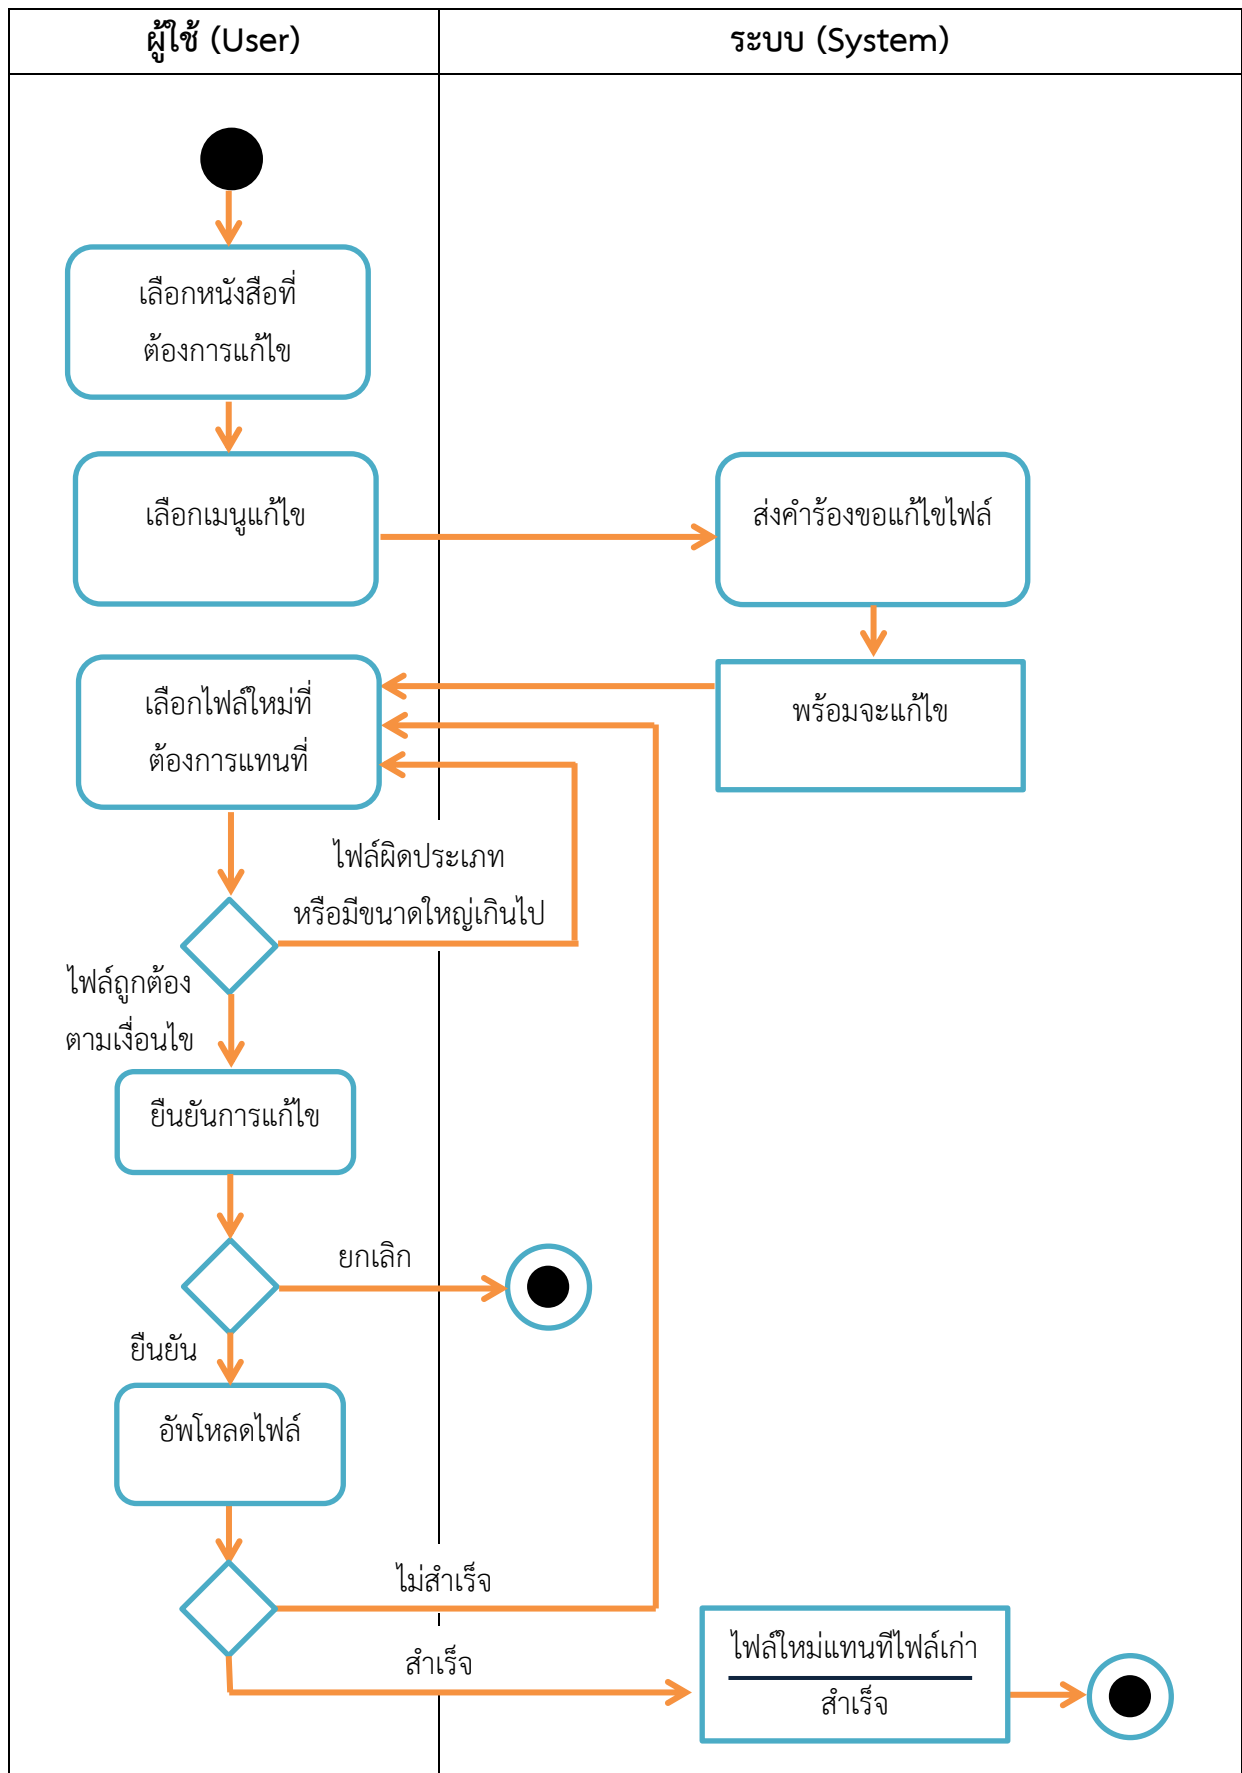 ผู้ใช้ (User)
ระบบ (System)
เลือกหนังสือที่
ต้องการแก้ไข
เลือกเมนูแก้ไข
ส่งคำร้องขอแก้ไขไฟล์
พร้อมจะแก้ไข
เลือกไฟล์ใหม่ที่
ต้องการแทนที่
ไฟล์ผิดประเภท
หรือมีขนาดใหญ่เกินไป
ไฟล์ถูกต้อง
ตามเงื่อนไข
ยืนยันการแก้ไข
ยกเลิก
ยืนยัน
อัพโหลดไฟล์
ไม่สำเร็จ
สำเร็จ
ไฟล์ใหม่แทนทีไฟล์เก่า
สำเร็จ